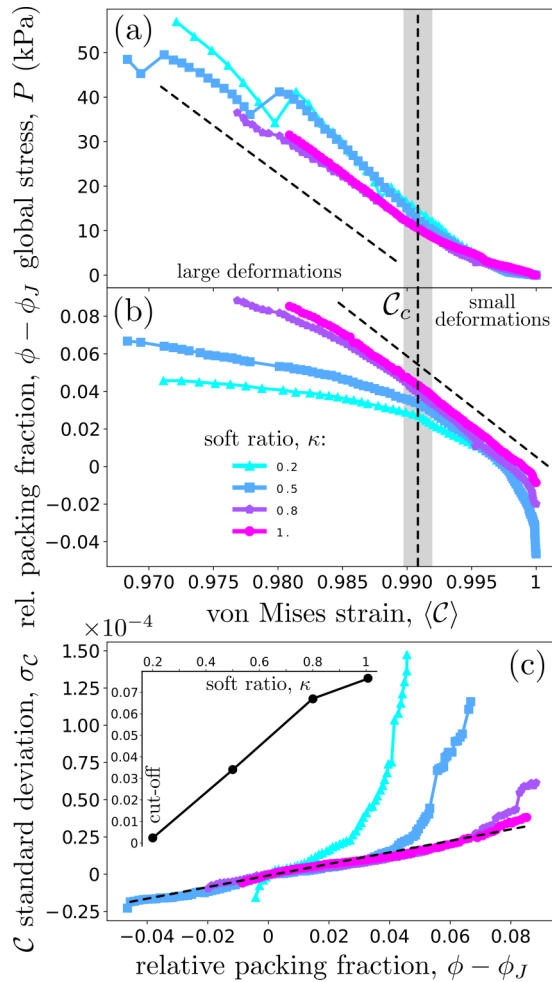 (a)
global stress, P (kPa)
50
40
30
20
10
0
large deformations
small
deformations
C_c
(b)
rel. packing fraction, ϕ − ϕ_J
0.08
0.06
0.04
0.02
0
−0.02
−0.04
soft ratio, κ:
0.2
0.5
0.8
1.
0.970 0.975 0.980 0.985 0.990 0.995 1
von Mises strain, ⟨C⟩
×10⁻⁴
(c)
C standard deviation, σ_C
1.50
1.25
1.00
0.75
0.50
0.25
0
−0.25
0.2 0.4 0.6 0.8 1
soft ratio, κ
cut-off
0.07
0.06
0.05
0.04
0.03
0.02
0.01
0
−0.04 −0.02 0 0.02 0.04 0.06 0.08
relative packing fraction, ϕ − ϕ_J